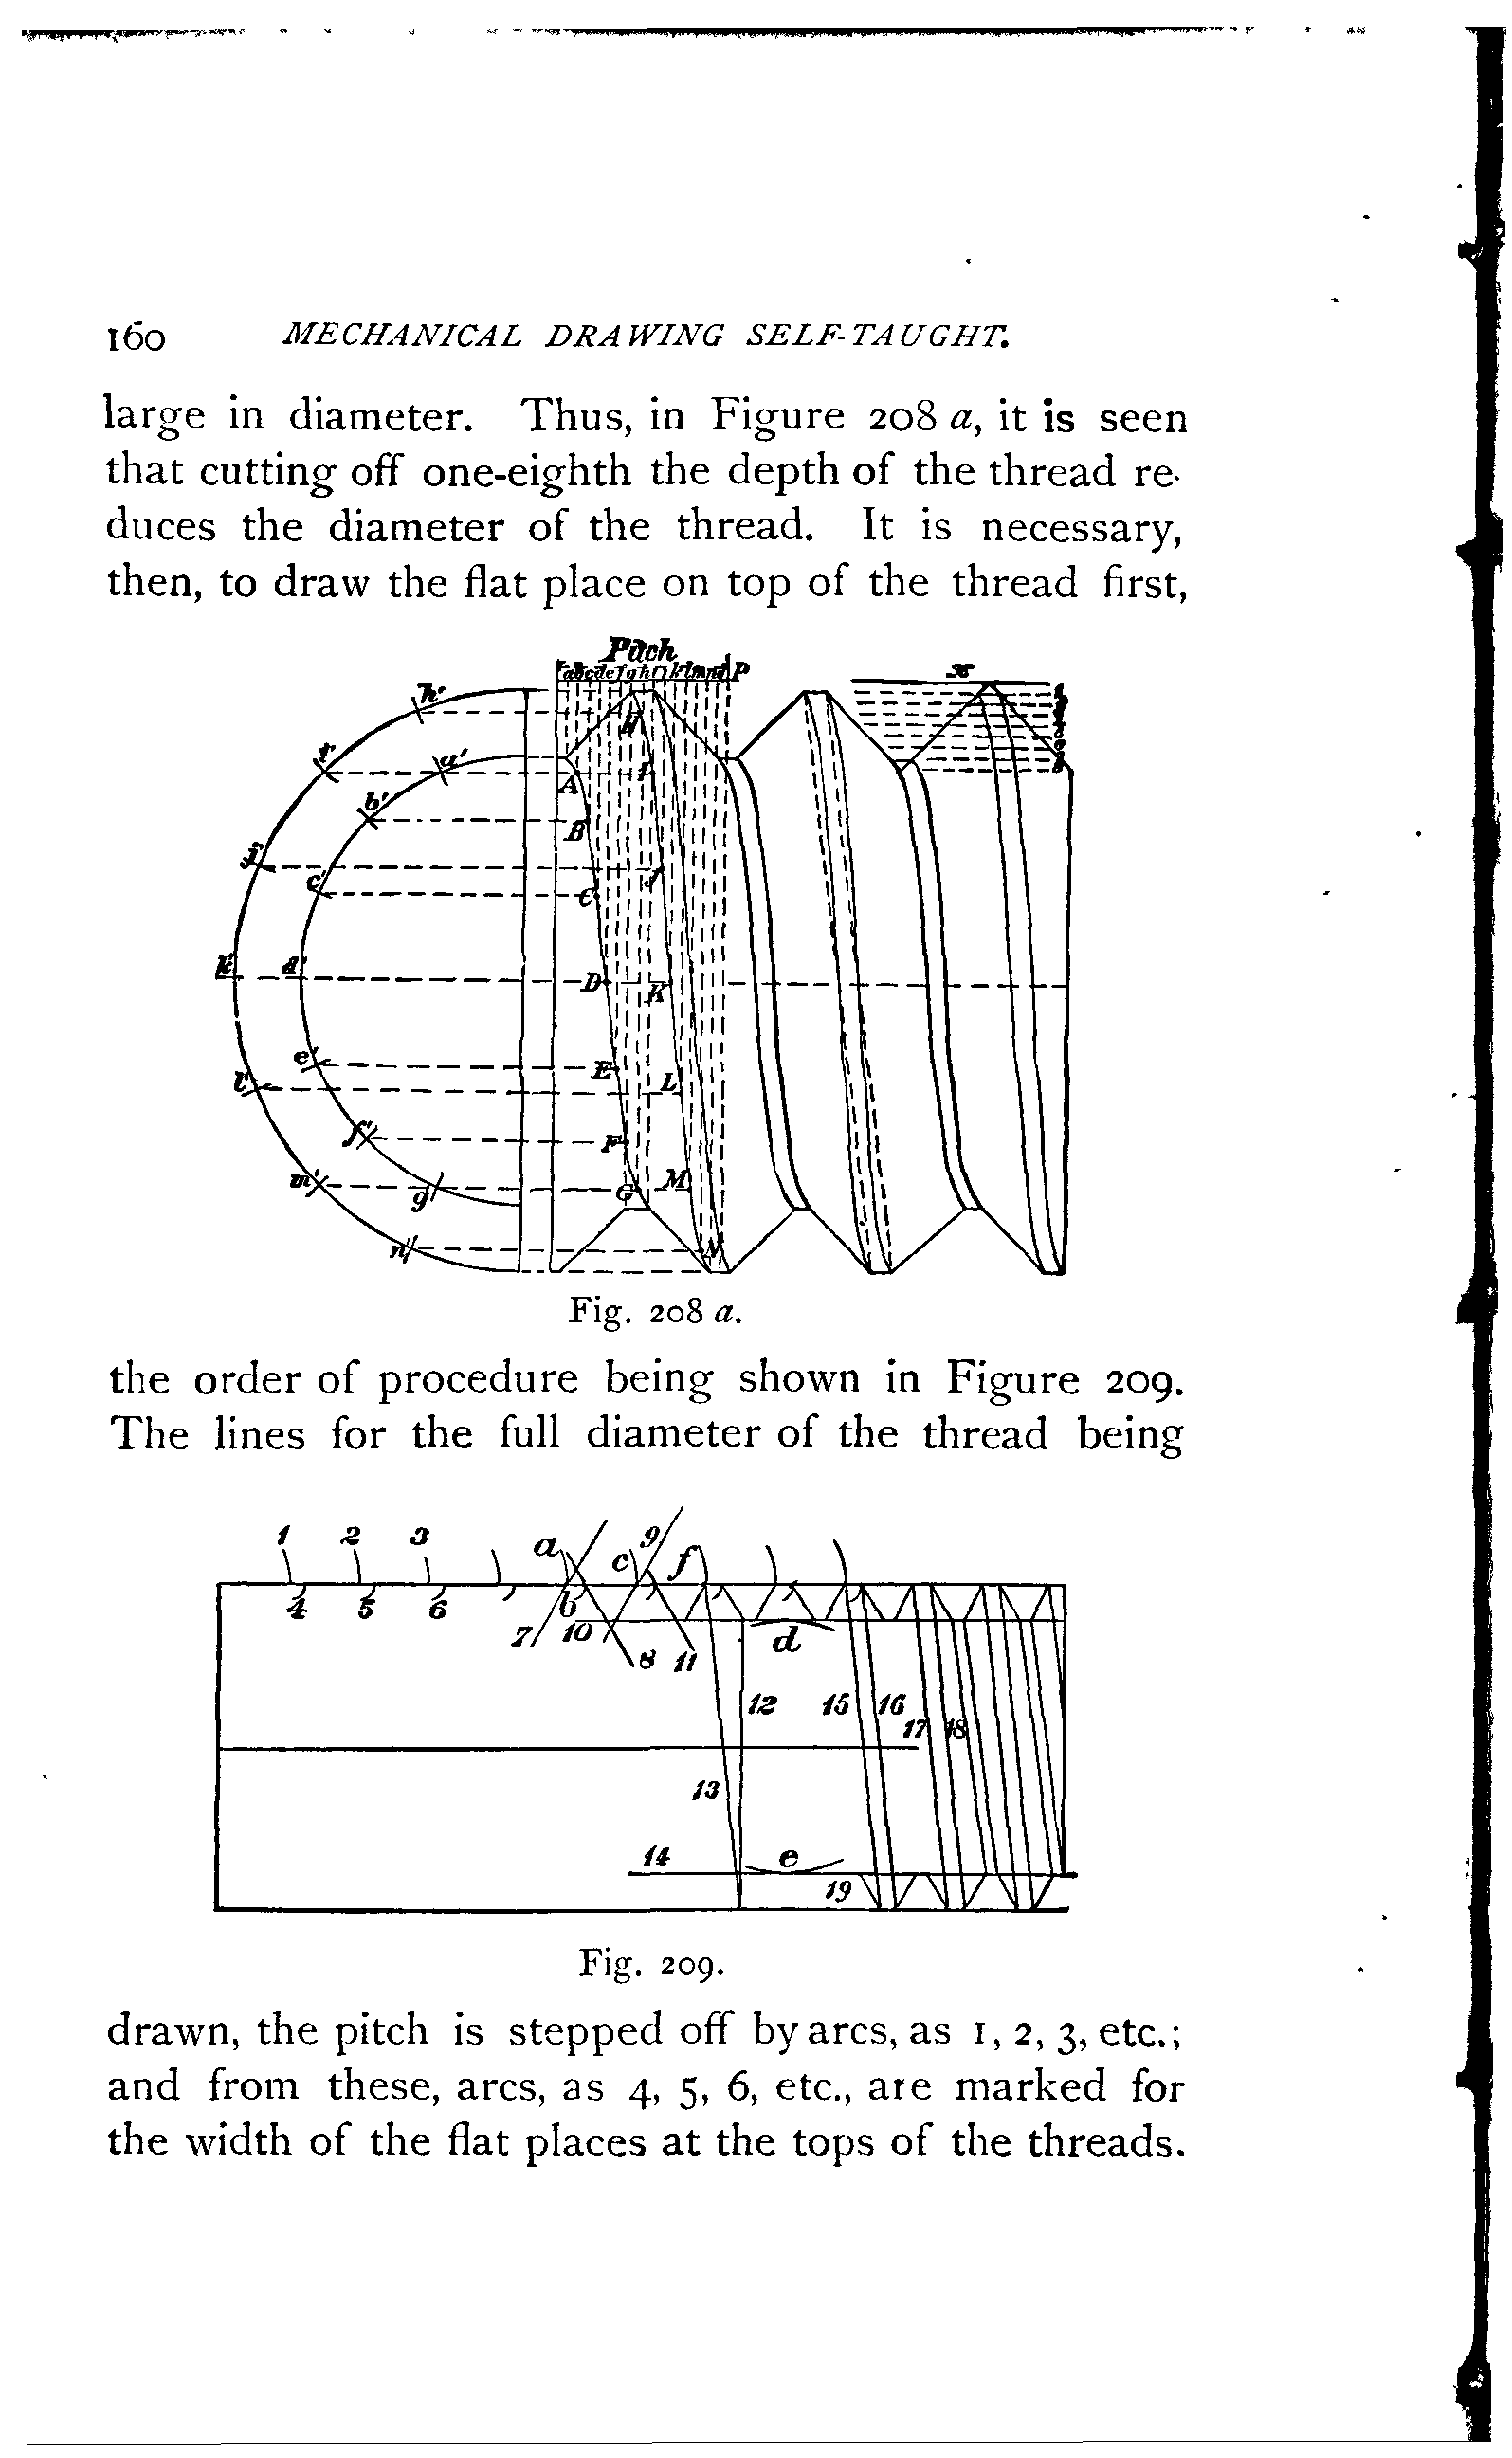 160 MECHANICAL DRAWING SELF-TAUGHT.
large in diameter. Thus, in Figure 208 a, it is seen
that cutting off one-eighth the depth of the thread re-
duces the diameter of the thread. It is necessary,
then, to draw the flat place on top of the thread first,
Pitch
a b c d e f g h k l m n P
h'
i'
a'
b'
j'
c'
k' d'
e'
l'
f'
m'
g'
n'
H
A I
B
J
C
D K
E L
F
G M
N
Fig. 208 a.
the order of procedure being shown in Figure 209.
The lines for the full diameter of the thread being
1 2 3 a c 9 f
4 5 6 b
7 10 8 11 d
12 15 16
17 18
13
14 e
19
Fig. 209.
drawn, the pitch is stepped off by arcs, as 1, 2, 3, etc.;
and from these, arcs, as 4, 5, 6, etc., are marked for
the width of the flat places at the tops of the threads.